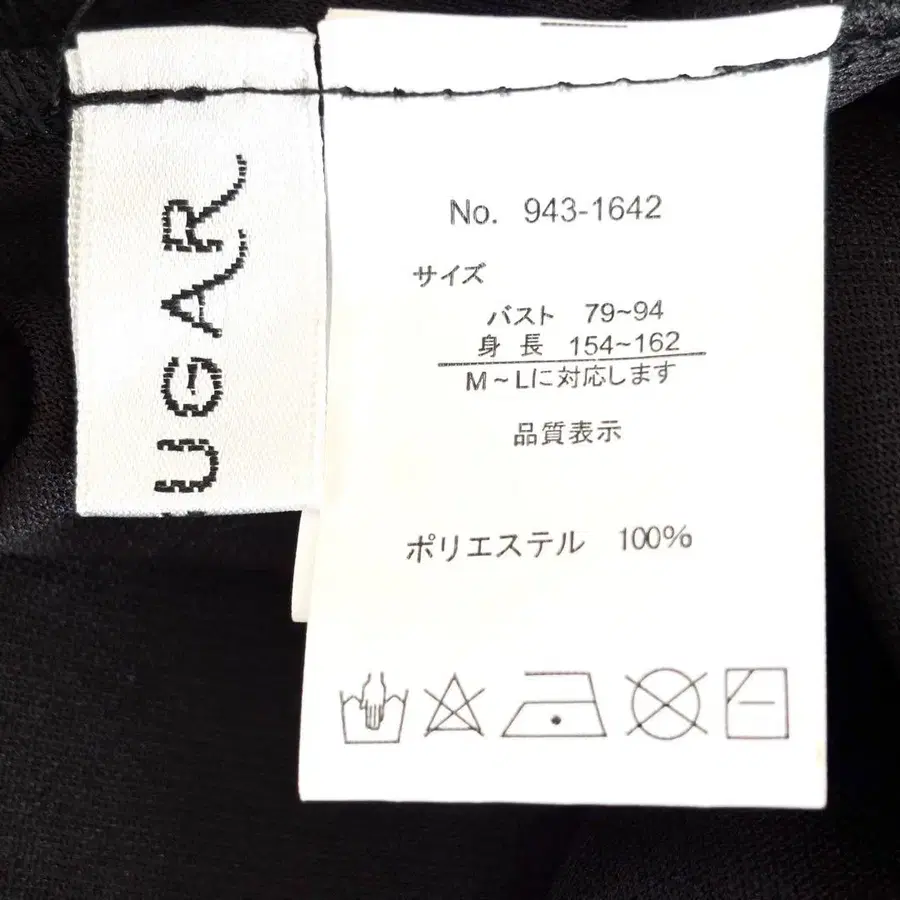 UGAR
No. 943-1642
サイズ
バスト 79~94
身長 154~162
M~Lに対応します
品質表示
ポリエステル 100%